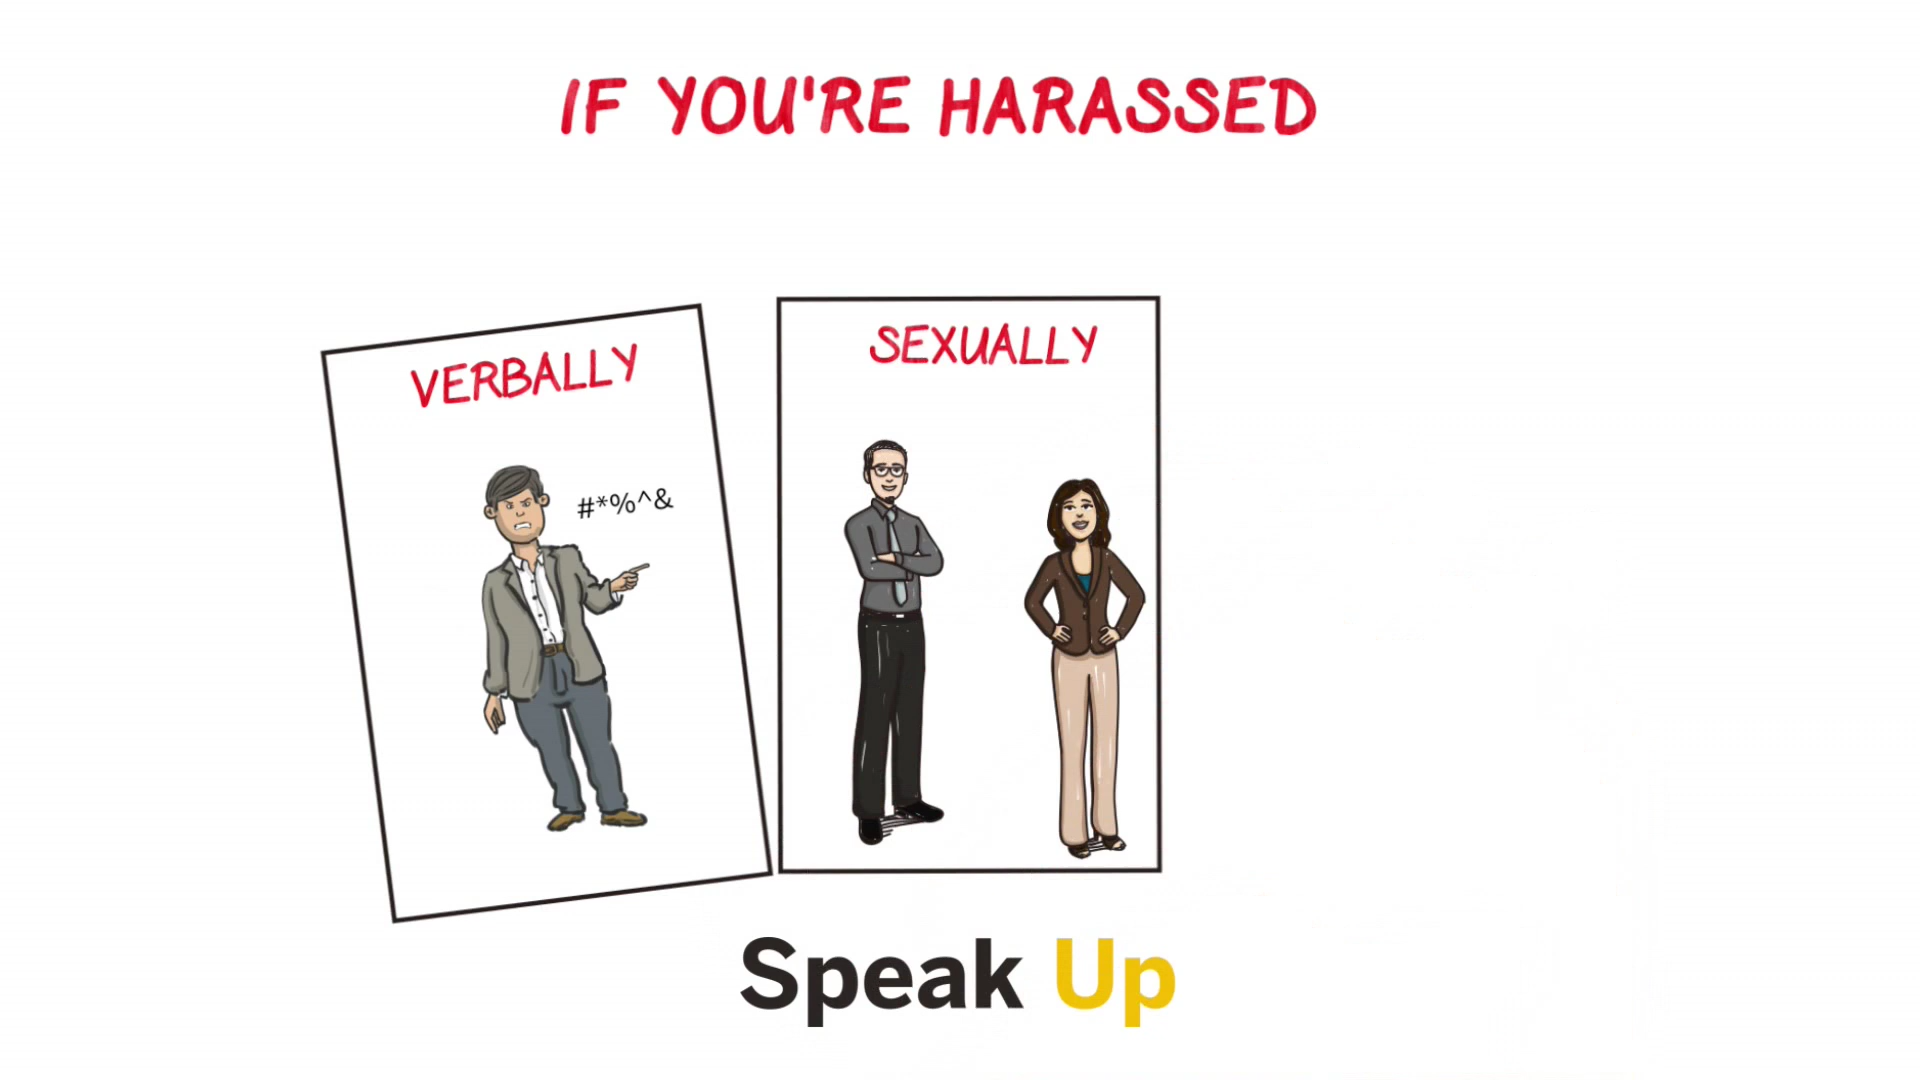 IF YOU'RE HARASSED
VERBALLY
#*%^&
SEXUALLY
Speak Up